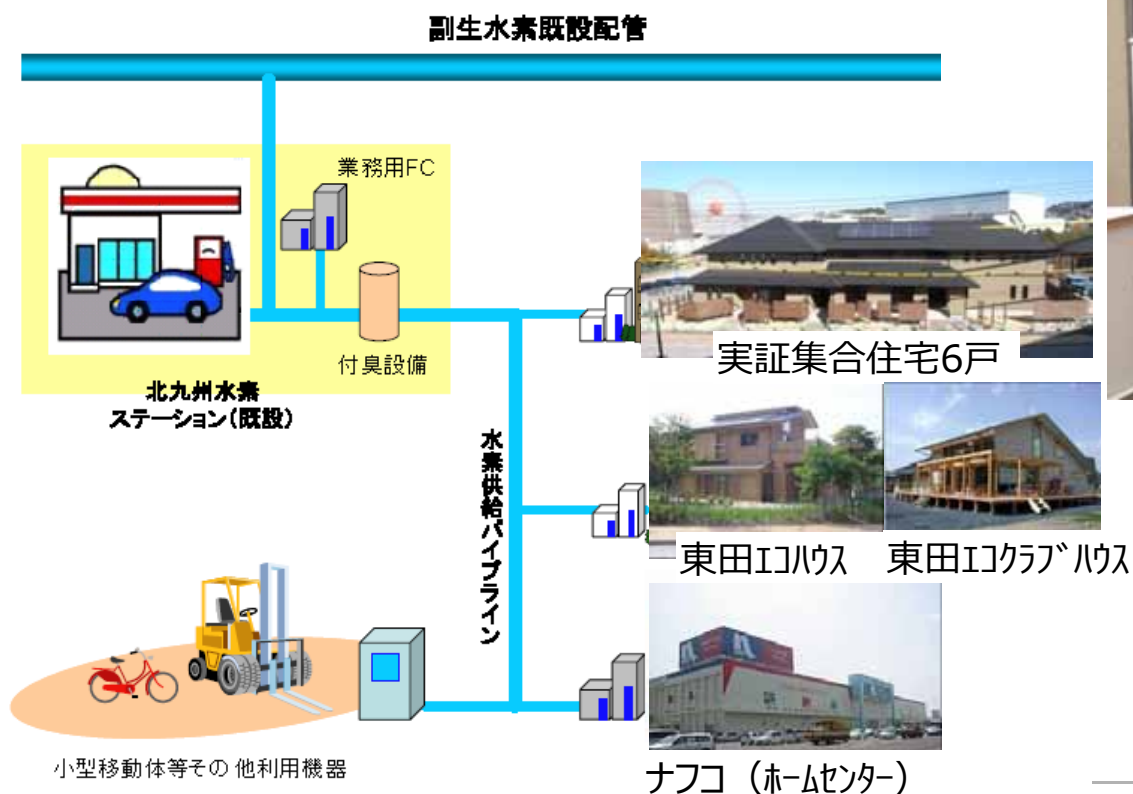 副生水素既設配管
業務用FC
付臭設備
北九州水素
ステーション(既設)
実証集合住宅6戸
水素供給パイプライン
東田ｴｺﾊｳｽ
東田ｴｺｸﾗﾌﾞﾊｳｽ
小型移動体等その他利用機器
ナフコ（ﾎｰﾑｾﾝﾀｰ）